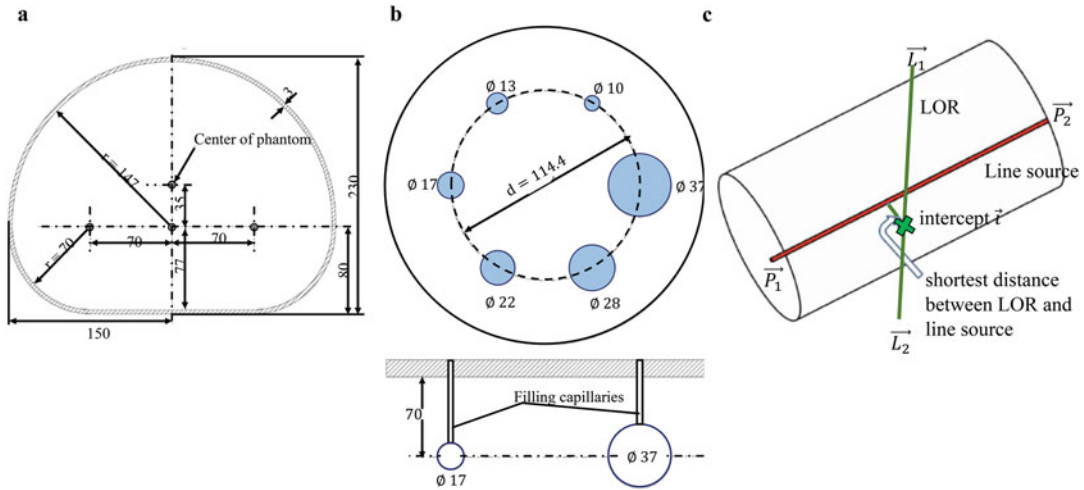 a
3
Center of phantom
r = 147
35
230
70
70
r = 70
77
80
150
b
Ø 13
Ø 10
Ø 17
d = 114.4
Ø 37
Ø 22
Ø 28
70
Filling capillaries
Ø 17
Ø 37
c
L₁
LOR
P₂
Line source
intercept i
P₁
shortest distance
between LOR and
line source
L₂